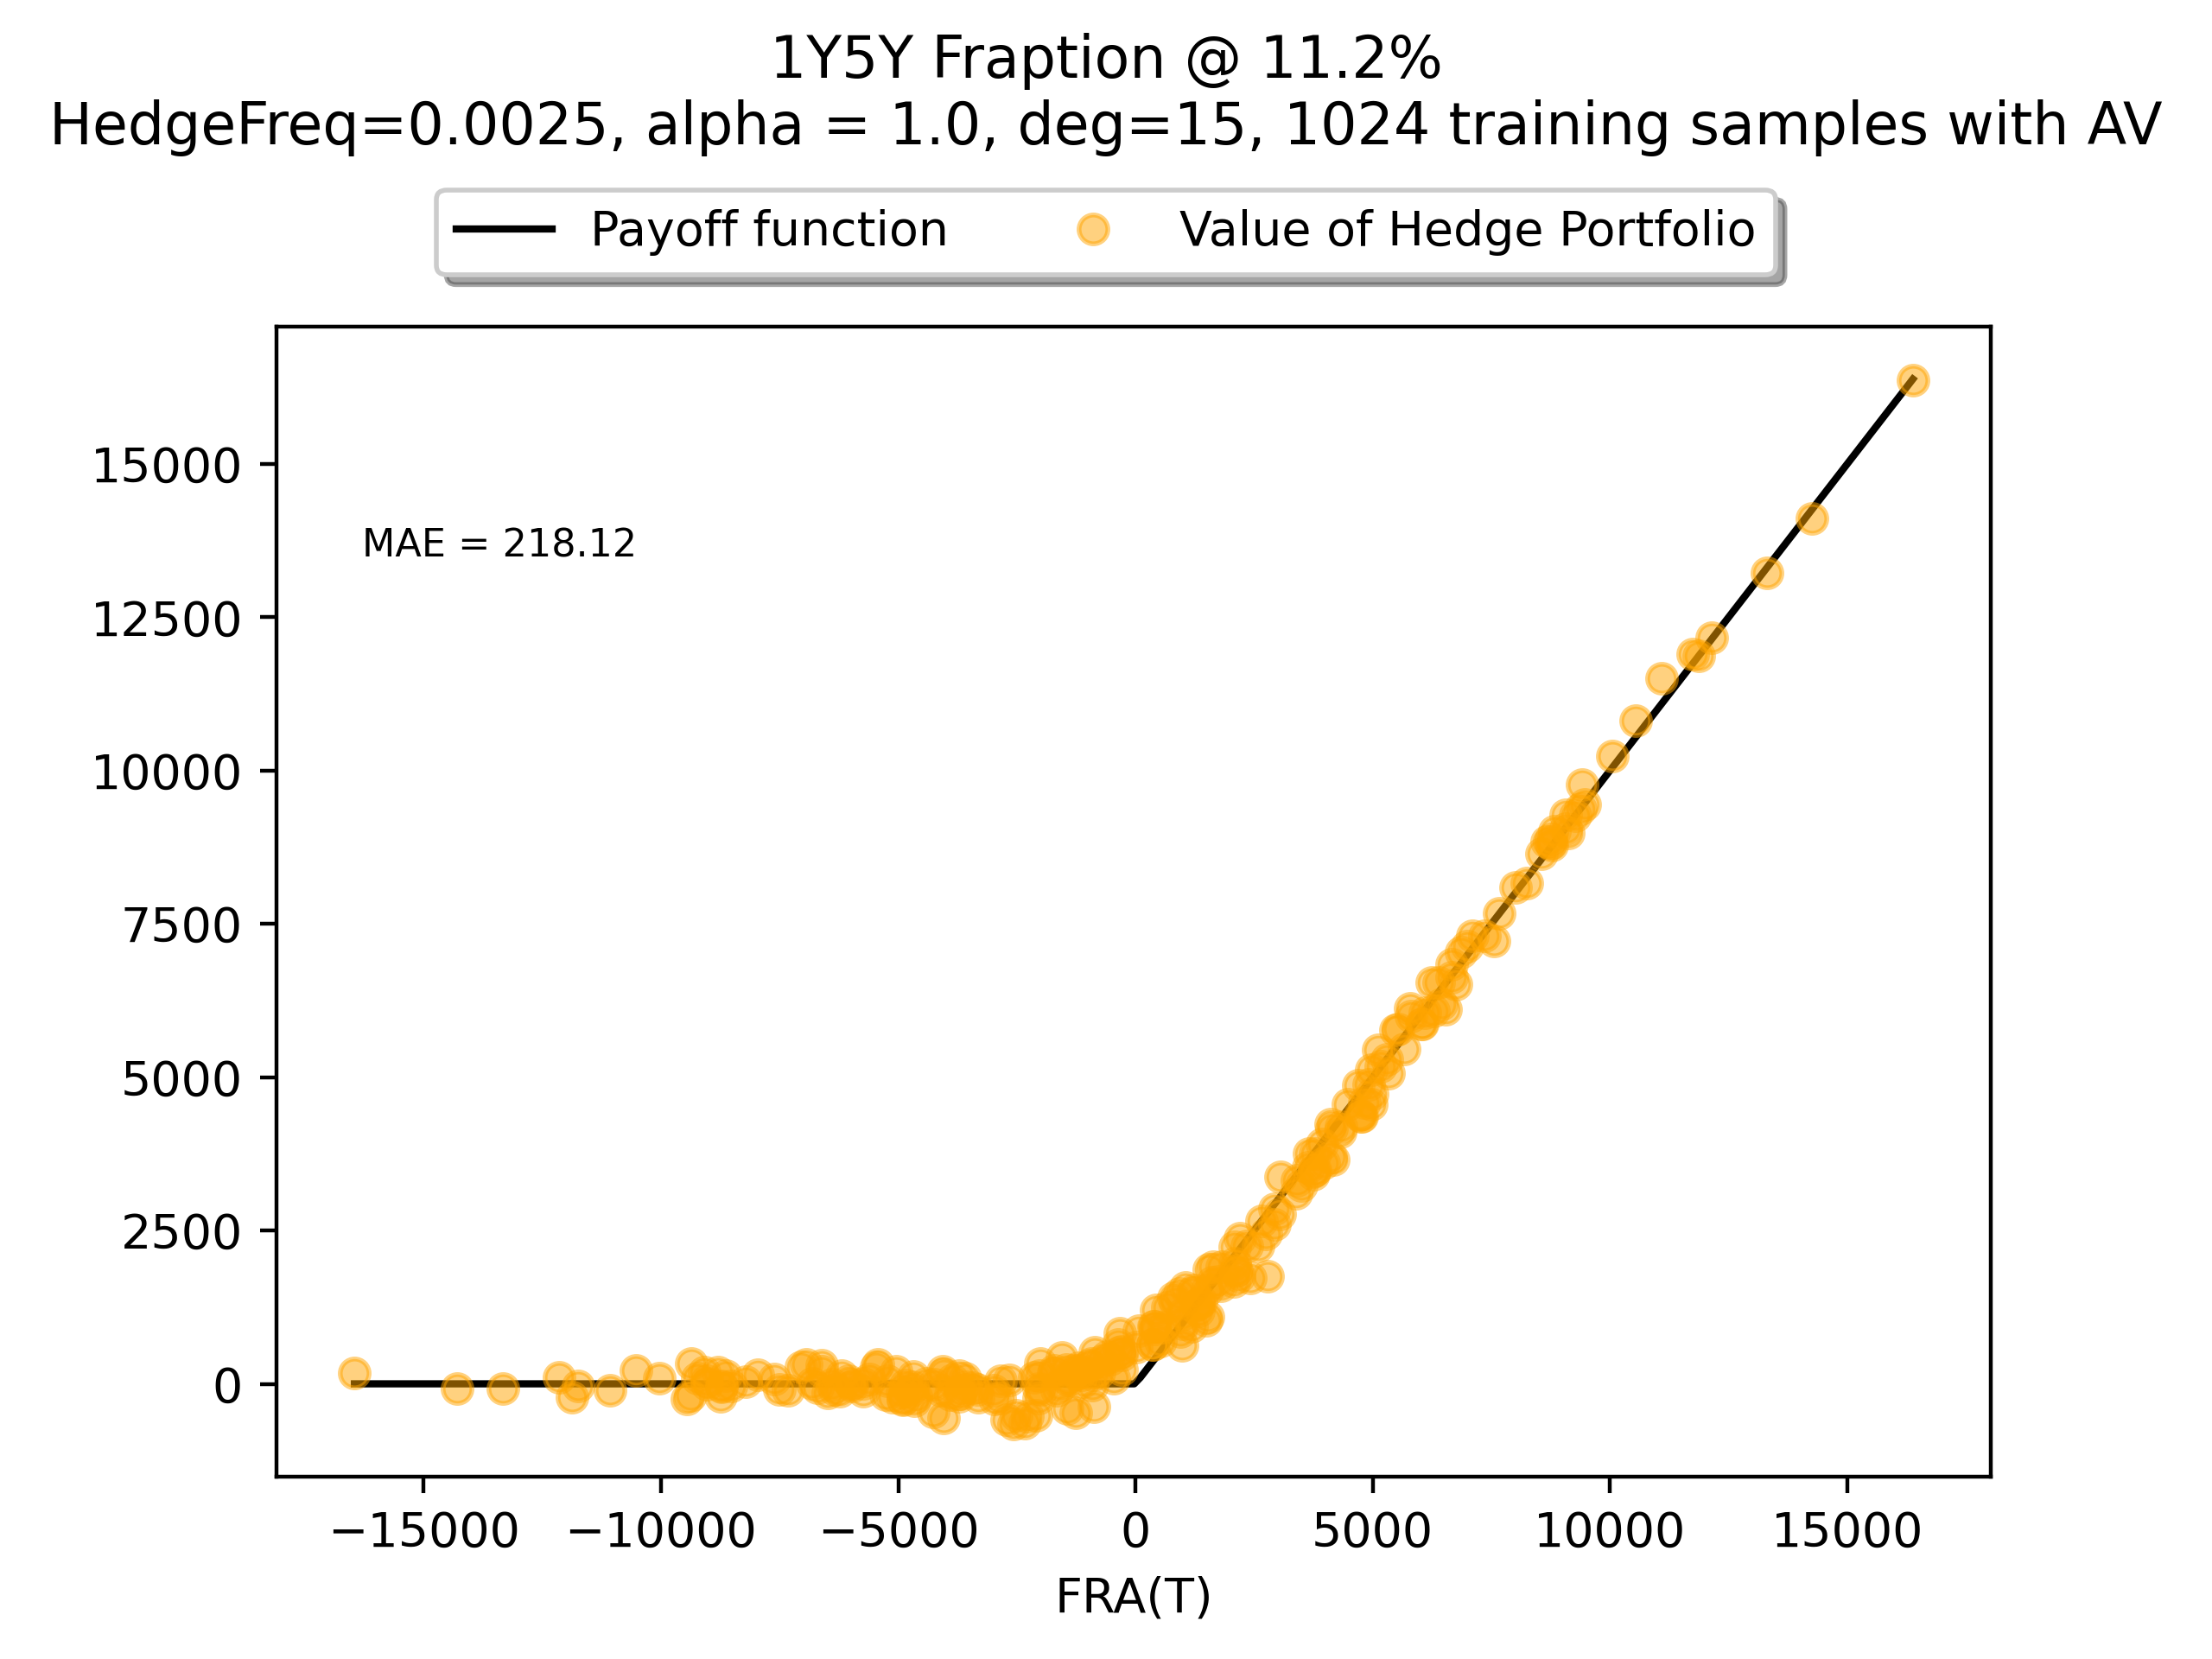 1Y5Y Fraption @ 11.2%
HedgeFreq=0.0025, alpha = 1.0, deg=15, 1024 training samples with AV
Payoff function
Value of Hedge Portfolio
MAE = 218.12
15000
12500
10000
7500
5000
2500
0
−15000 −10000 −5000 0 5000 10000 15000
FRA(T)